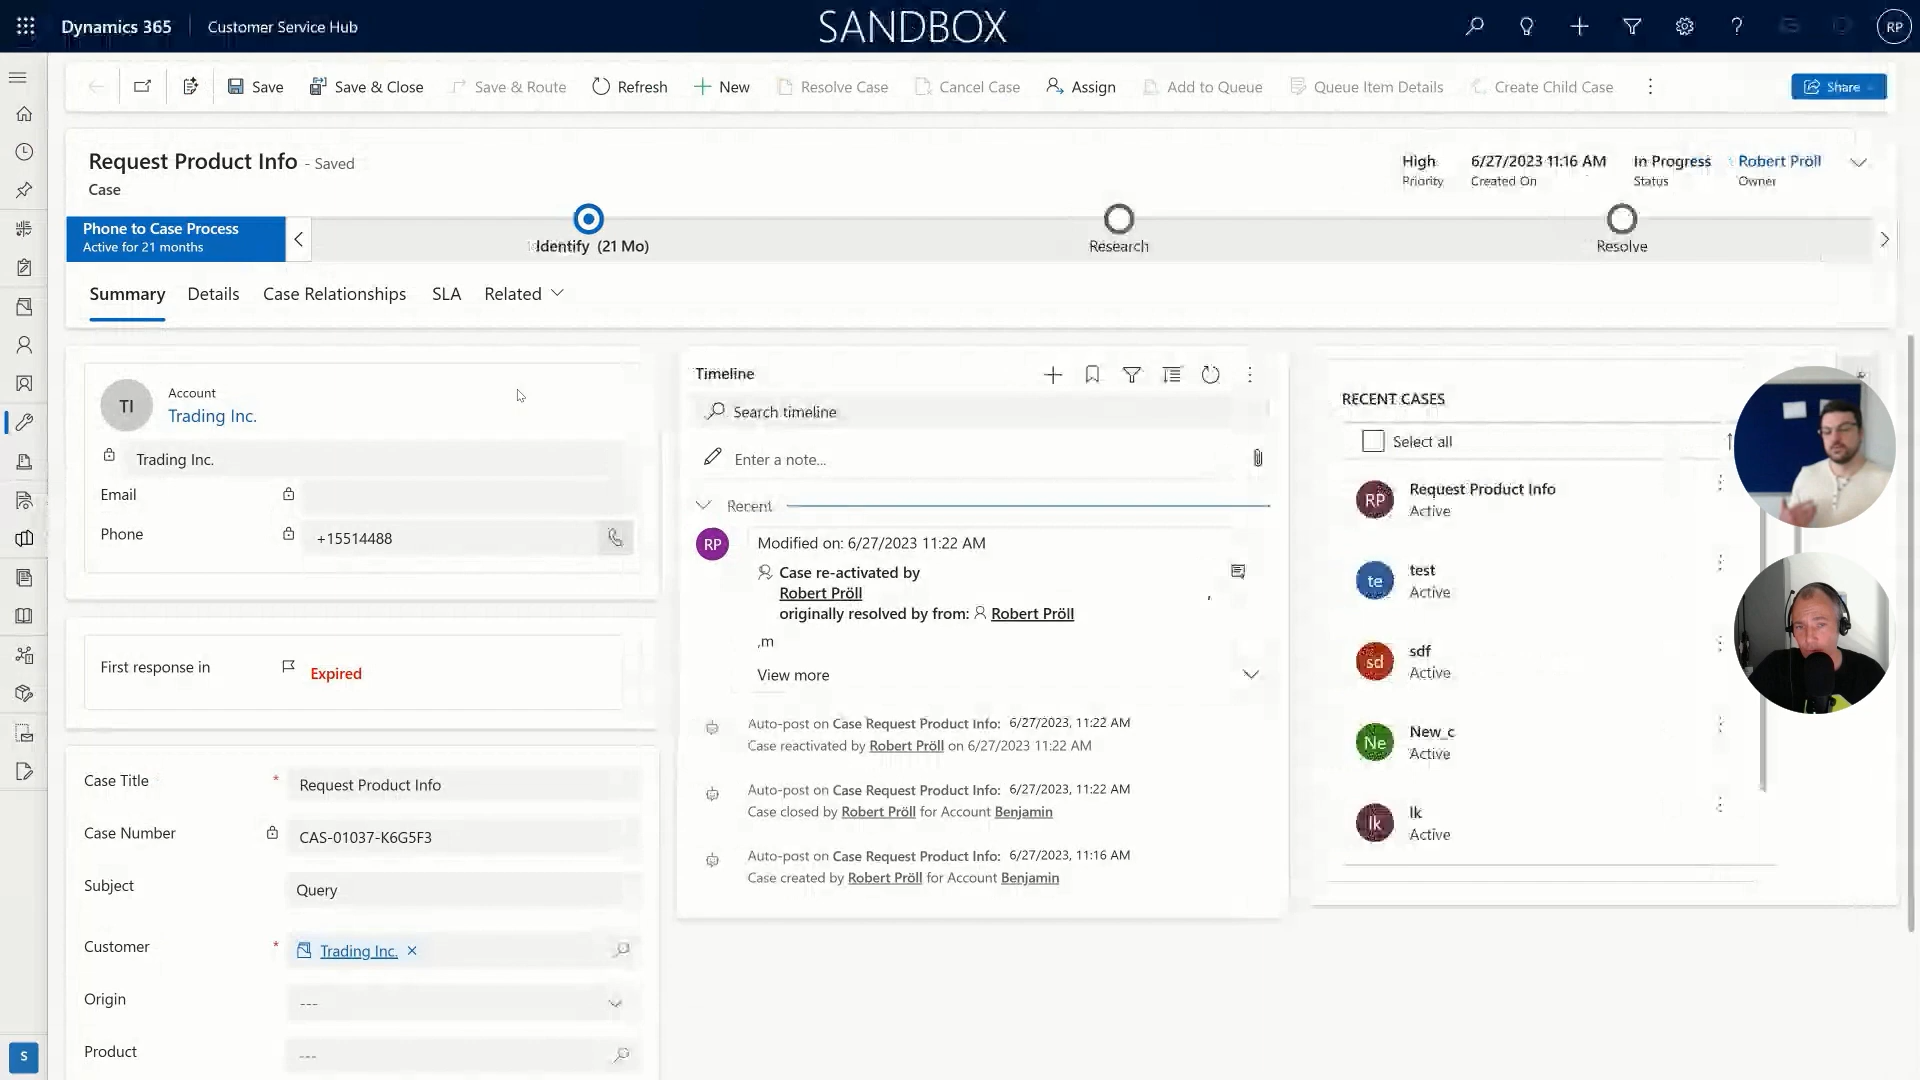 Dynamics 365
Customer Service Hub
SANDBOX
RP
Save
Save & Close
Save & Route
Refresh
New
Resolve Case
Cancel Case
Assign
Add to Queue
Queue Item Details
Create Child Case
Share
Request Product Info - Saved
Case
High
Priority
6/27/2023 11:16 AM
Created On
In Progress
Status
Robert Pröll
Owner
Phone to Case Process
Active for 21 months
Identify (21 Mo)
Research
Resolve
Summary
Details
Case Relationships
SLA
Related
TI
Account
Trading Inc.
Trading Inc.
Email
Phone
+15514488
First response in
Expired
Case Title
*
Request Product Info
Case Number
CAS-01037-K6G5F3
Subject
Query
Customer
*
Trading Inc.
Origin
---
Product
---
Timeline
Search timeline
Enter a note...
Recent
RP
Modified on: 6/27/2023 11:22 AM
Case re-activated by
Robert Pröll
originally resolved by from: Robert Pröll
,m
View more
Auto-post on Case Request Product Info: 6/27/2023, 11:22 AM
Case reactivated by Robert Pröll on 6/27/2023 11:22 AM
Auto-post on Case Request Product Info: 6/27/2023, 11:22 AM
Case closed by Robert Pröll for Account Benjamin
Auto-post on Case Request Product Info: 6/27/2023, 11:16 AM
Case created by Robert Pröll for Account Benjamin
RECENT CASES
Select all
RP
Request Product Info
Active
te
test
Active
sd
sdf
Active
Ne
New_c
Active
lk
lk
Active
S